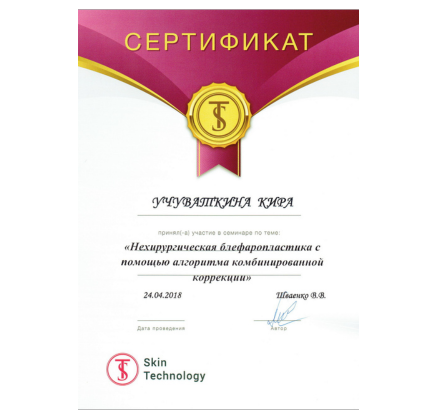 СЕРТИФИКАТ
TS
УЧУВАТКИНА КИРА
принял(-а) участие в семинаре по теме:
«Нехирургическая блефаропластика с
помощью алгоритма комбинированной
коррекции»
24.04.2018 Шваенко В.В.
Дата проведения Автор
TS Skin
Technology